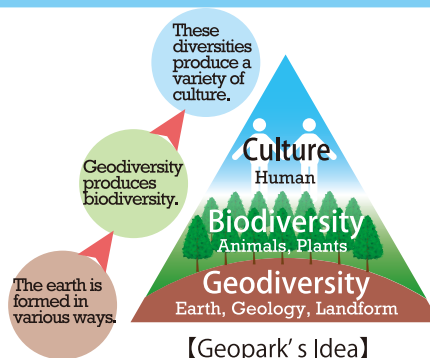 These
diversities
produce a
variety of
culture.
Geodiversity
produces
biodiversity.
The earth is
formed in
various ways.
Culture
Human
Biodiversity
Animals, Plants
Geodiversity
Earth, Geology, Landform
【Geopark’s Idea】